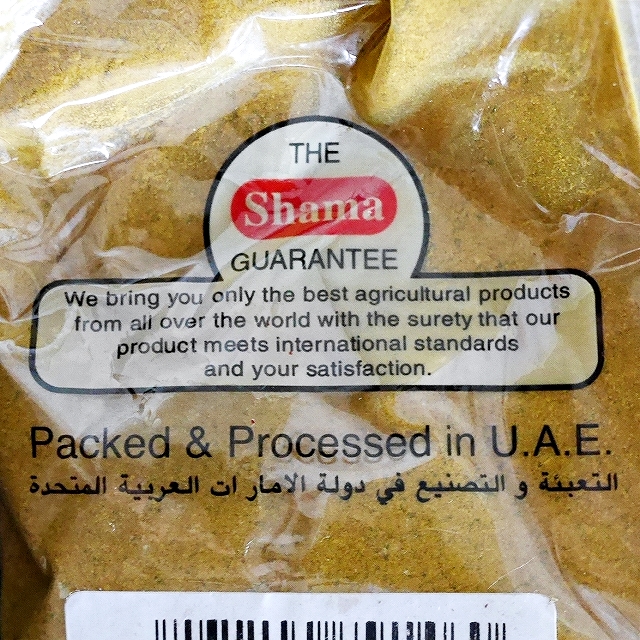 THE
Shama
GUARANTEE
We bring you only the best agricultural products
from all over the world with the surety that our
product meets international standards
and your satisfaction.
Packed & Processed in U.A.E.
التعبئة و التصنيع في دولة الامارات العربية المتحدة